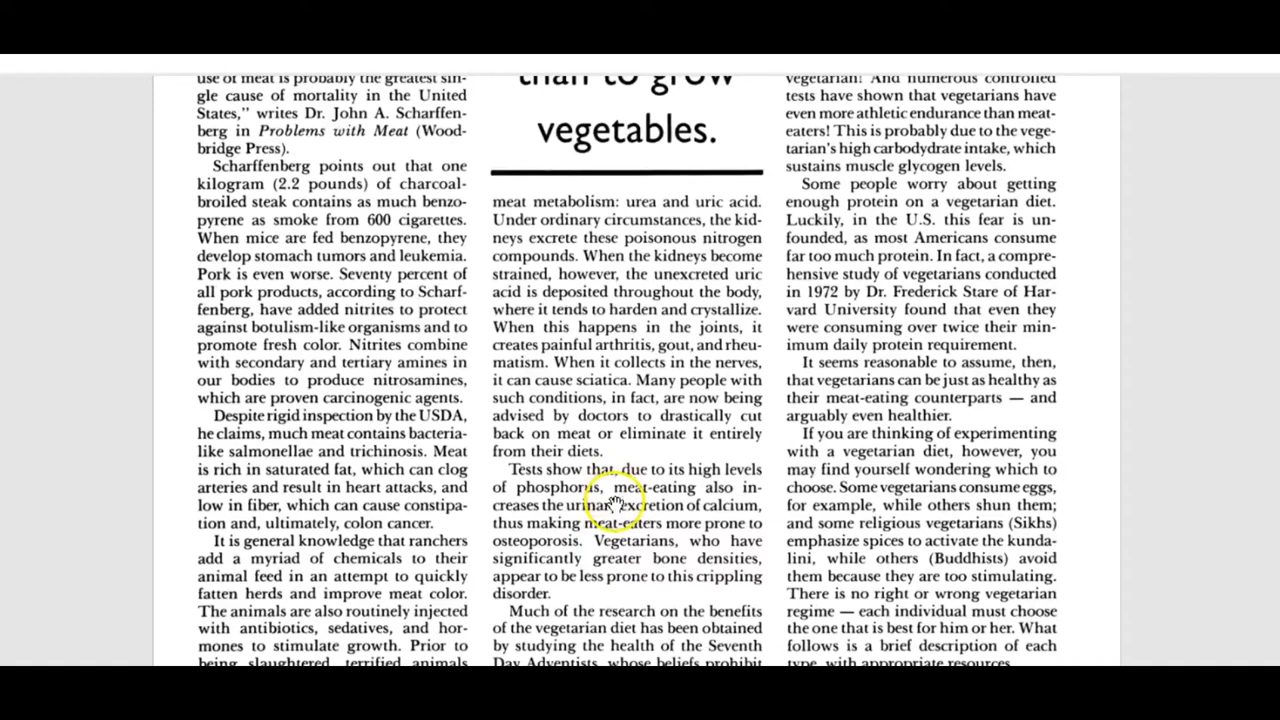 use of meat is probably the greatest sin-
gle cause of mortality in the United
States," writes Dr. John A. Scharffen-
berg in Problems with Meat (Wood-
bridge Press).
Scharffenberg points out that one
kilogram (2.2 pounds) of charcoal-
broiled steak contains as much benzo-
pyrene as smoke from 600 cigarettes.
When mice are fed benzopyrene, they
develop stomach tumors and leukemia.
Pork is even worse. Seventy percent of
all pork products, according to Scharf-
fenberg, have added nitrites to protect
against botulism-like organisms and to
promote fresh color. Nitrites combine
with secondary and tertiary amines in
our bodies to produce nitrosamines,
which are proven carcinogenic agents.
Despite rigid inspection by the USDA,
he claims, much meat contains bacteria-
like salmonellae and trichinosis. Meat
is rich in saturated fat, which can clog
arteries and result in heart attacks, and
low in fiber, which can cause constipa-
tion and, ultimately, colon cancer.
It is general knowledge that ranchers
add a myriad of chemicals to their
animal feed in an attempt to quickly
fatten herds and improve meat color.
The animals are also routinely injected
with antibiotics, sedatives, and hor-
mones to stimulate growth. Prior to
being slaughtered, terrified animals
than to grow
vegetables.
meat metabolism: urea and uric acid.
Under ordinary circumstances, the kid-
neys excrete these poisonous nitrogen
compounds. When the kidneys become
strained, however, the unexcreted uric
acid is deposited throughout the body,
where it tends to harden and crystallize.
When this happens in the joints, it
creates painful arthritis, gout, and rheu-
matism. When it collects in the nerves,
it can cause sciatica. Many people with
such conditions, in fact, are now being
advised by doctors to drastically cut
back on meat or eliminate it entirely
from their diets.
Tests show that, due to its high levels
of phosphorus, meat-eating also in-
creases the urinary excretion of calcium,
thus making meat-eaters more prone to
osteoporosis. Vegetarians, who have
significantly greater bone densities,
appear to be less prone to this crippling
disorder.
Much of the research on the benefits
of the vegetarian diet has been obtained
by studying the health of the Seventh
Day Adventists, whose beliefs prohibit
vegetarian! And numerous controlled
tests have shown that vegetarians have
even more athletic endurance than meat-
eaters! This is probably due to the vege-
tarian's high carbodydrate intake, which
sustains muscle glycogen levels.
Some people worry about getting
enough protein on a vegetarian diet.
Luckily, in the U.S. this fear is un-
founded, as most Americans consume
far too much protein. In fact, a compre-
hensive study of vegetarians conducted
in 1972 by Dr. Frederick Stare of Har-
vard University found that even they
were consuming over twice their min-
imum daily protein requirement.
It seems reasonable to assume, then,
that vegetarians can be just as healthy as
their meat-eating counterparts — and
arguably even healthier.
If you are thinking of experimenting
with a vegetarian diet, however, you
may find yourself wondering which to
choose. Some vegetarians consume eggs,
for example, while others shun them;
and some religious vegetarians (Sikhs)
emphasize spices to activate the kunda-
lini, while others (Buddhists) avoid
them because they are too stimulating.
There is no right or wrong vegetarian
regime — each individual must choose
the one that is best for him or her. What
follows is a brief description of each
type, with appropriate resources.